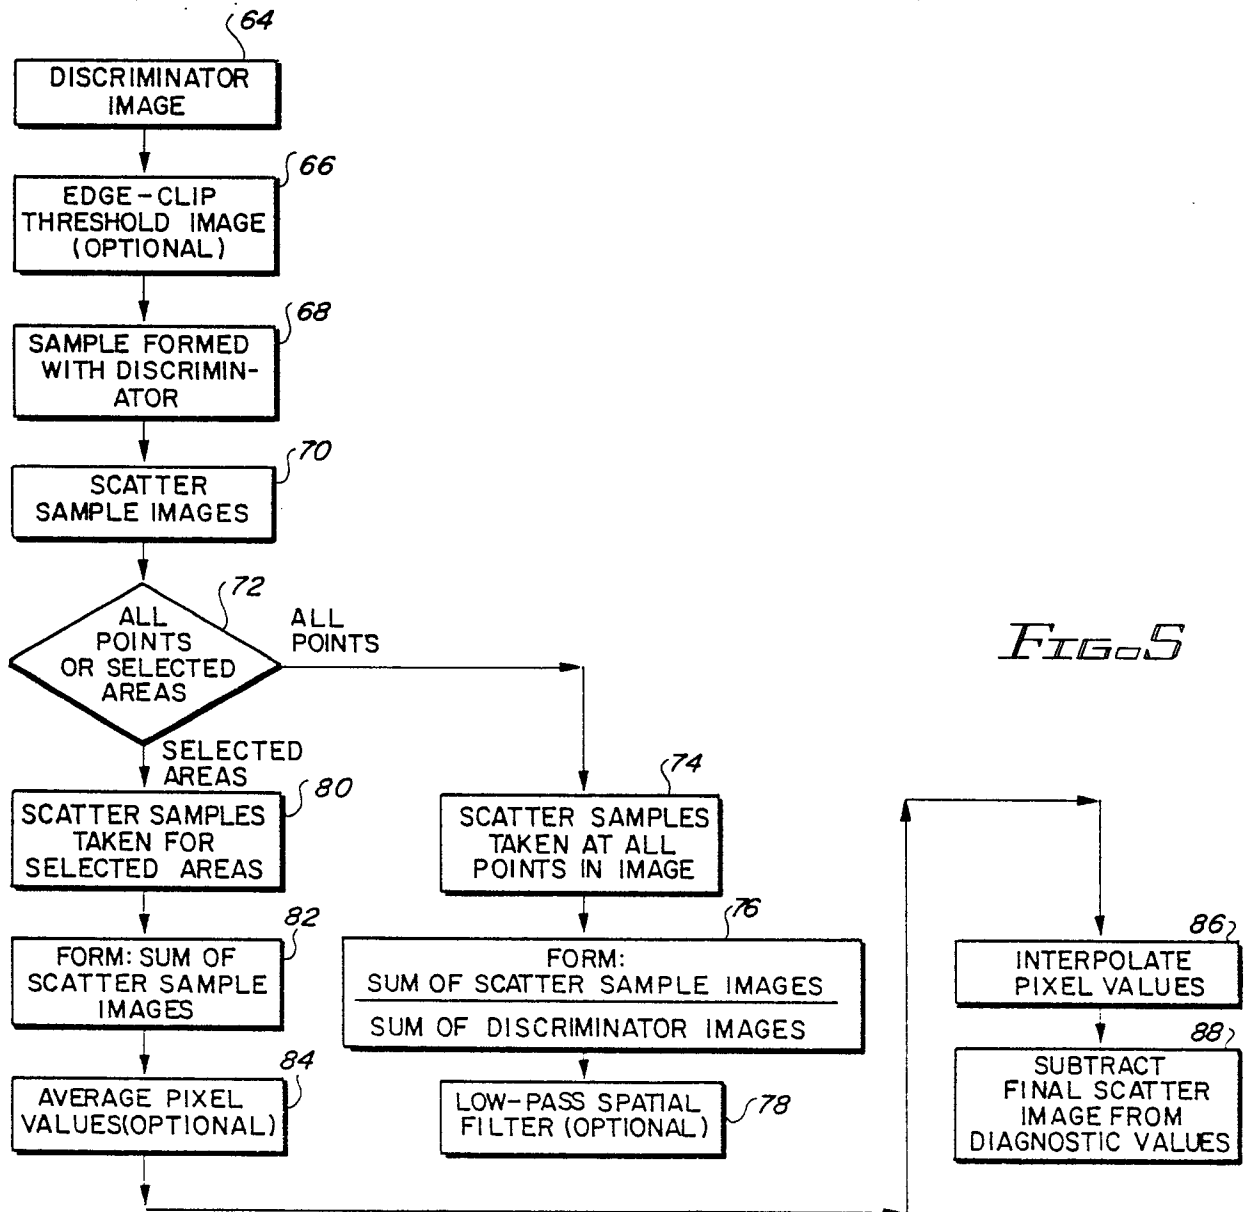 64
DISCRIMINATOR
IMAGE
66
EDGE-CLIP
THRESHOLD IMAGE
(OPTIONAL)
68
SAMPLE FORMED
WITH DISCRIMIN-
ATOR
70
SCATTER
SAMPLE IMAGES
72
ALL
POINTS
OR SELECTED
AREAS
ALL
POINTS
FIG. 5
SELECTED
AREAS
80
SCATTER SAMPLES
TAKEN FOR
SELECTED AREAS
82
FORM: SUM OF
SCATTER SAMPLE
IMAGES
84
AVERAGE PIXEL
VALUES(OPTIONAL)
74
SCATTER SAMPLES
TAKEN AT ALL
POINTS IN IMAGE
76
FORM:
SUM OF SCATTER SAMPLE IMAGES
SUM OF DISCRIMINATOR IMAGES
LOW-PASS SPATIAL
FILTER (OPTIONAL)
78
86
INTERPOLATE
PIXEL VALUES
88
SUBTRACT
FINAL SCATTER
IMAGE FROM
DIAGNOSTIC VALUES